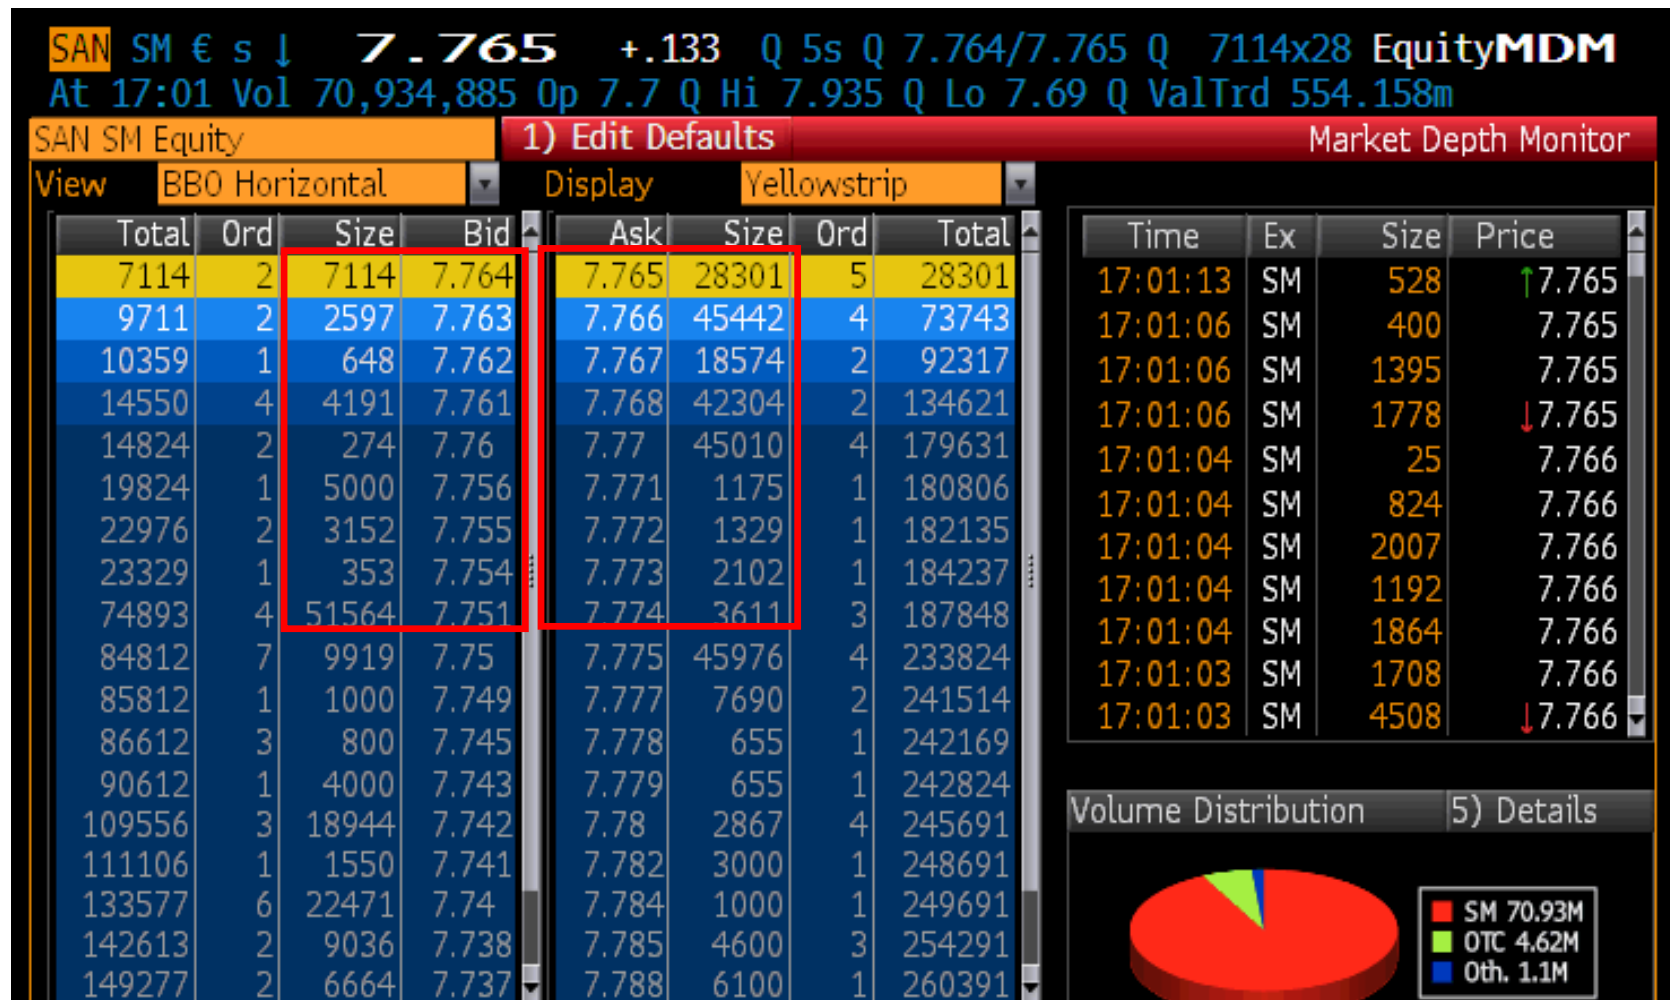 SAN SM € s ↓ 7.765 +.133 Q 5s Q 7.764/7.765 Q 7114x28 EquityMDM
At 17:01 Vol 70,934,885 Op 7.7 Q Hi 7.935 Q Lo 7.69 Q ValTrd 554.158m
SAN SM Equity 1) Edit Defaults Market Depth Monitor
View BBO Horizontal Display Yellowstrip
Total Ord Size Bid Ask Size Ord Total
7114 2 7114 7.764 7.765 28301 5 28301
9711 2 2597 7.763 7.766 45442 4 73743
10359 1 648 7.762 7.767 18574 2 92317
14550 4 4191 7.761 7.768 42304 2 134621
14824 2 274 7.76 7.77 45010 4 179631
19824 1 5000 7.756 7.771 1175 1 180806
22976 2 3152 7.755 7.772 1329 1 182135
23329 1 353 7.754 7.773 2102 1 184237
74893 4 51564 7.751 7.774 3611 3 187848
84812 7 9919 7.75 7.775 45976 4 233824
85812 1 1000 7.749 7.777 7690 2 241514
86612 3 800 7.745 7.778 655 1 242169
90612 1 4000 7.743 7.779 655 1 242824
109556 3 18944 7.742 7.78 2867 4 245691
111106 1 1550 7.741 7.782 3000 1 248691
133577 6 22471 7.74 7.784 1000 1 249691
142613 2 9036 7.738 7.785 4600 3 254291
149277 2 6664 7.737 7.788 6100 1 260391
Time Ex Size Price
17:01:13 SM 528 ↑7.765
17:01:06 SM 400 7.765
17:01:06 SM 1395 7.765
17:01:06 SM 1778 ↓7.765
17:01:04 SM 25 7.766
17:01:04 SM 824 7.766
17:01:04 SM 2007 7.766
17:01:04 SM 1192 7.766
17:01:04 SM 1864 7.766
17:01:03 SM 1708 7.766
17:01:03 SM 4508 ↓7.766
Volume Distribution 5) Details
SM 70.93M
OTC 4.62M
Oth. 1.1M